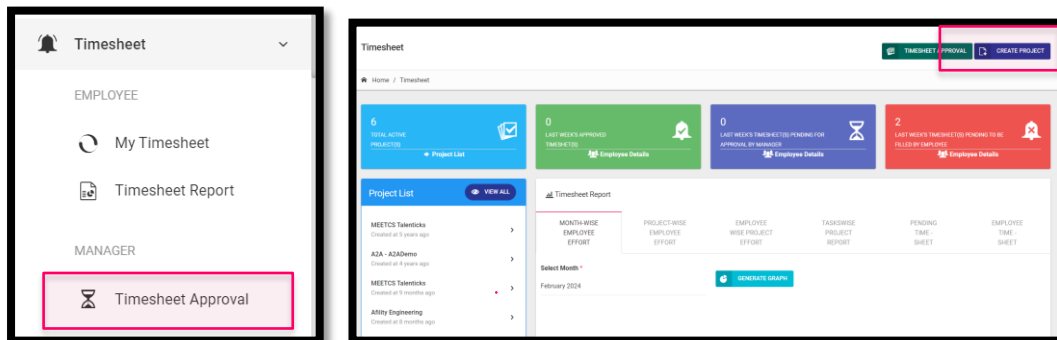 Timesheet
EMPLOYEE
My Timesheet
Timesheet Report
MANAGER
Timesheet Approval
Timesheet
TIMESHEET APPROVAL
CREATE PROJECT
Home / Timesheet
6
TOTAL ACTIVE
PROJECT(S)
Project List
0
LAST WEEK'S APPROVED
TIMESHET(S)
Employee Details
0
LAST WEEK'S TIMESHEET(S) PENDING FOR
APPROVAL BY MANAGER
Employee Details
2
LAST WEEK'S TIMESHEET(S) PENDING TO BE
FILLED BY EMPLOYEE
Employee Details
Project List
VIEW ALL
MEETCS Talenticks
Created at 5 years ago
A2A - A2ADemo
Created at 4 years ago
MEETCS Talenticks
Created at 9 months ago
Afility Engineering
Created at 8 months ago
Timesheet Report
MONTH-WISE
EMPLOYEE
EFFORT
PROJECT-WISE
EMPLOYEE
EFFORT
EMPLOYEE
WISE PROJECT
EFFORT
TASKSWISE
PROJECT
REPORT
PENDING
TIME -
SHEET
EMPLOYEE
TIME -
SHEET
Select Month *
February 2024
GENERATE GRAPH